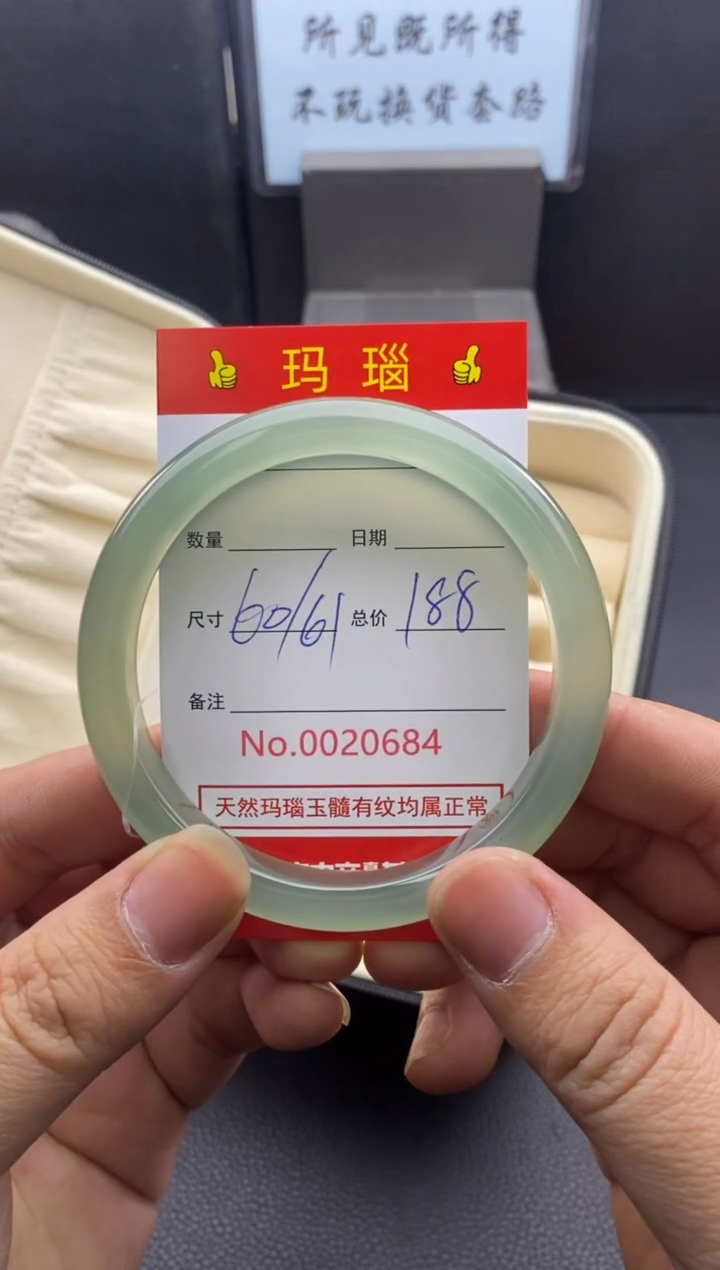 所见既所得
不玩换货套路
玛瑙
数量 日期
尺寸 60/61 总价 188
备注
No.0020684
天然玛瑙玉髓有纹均属正常